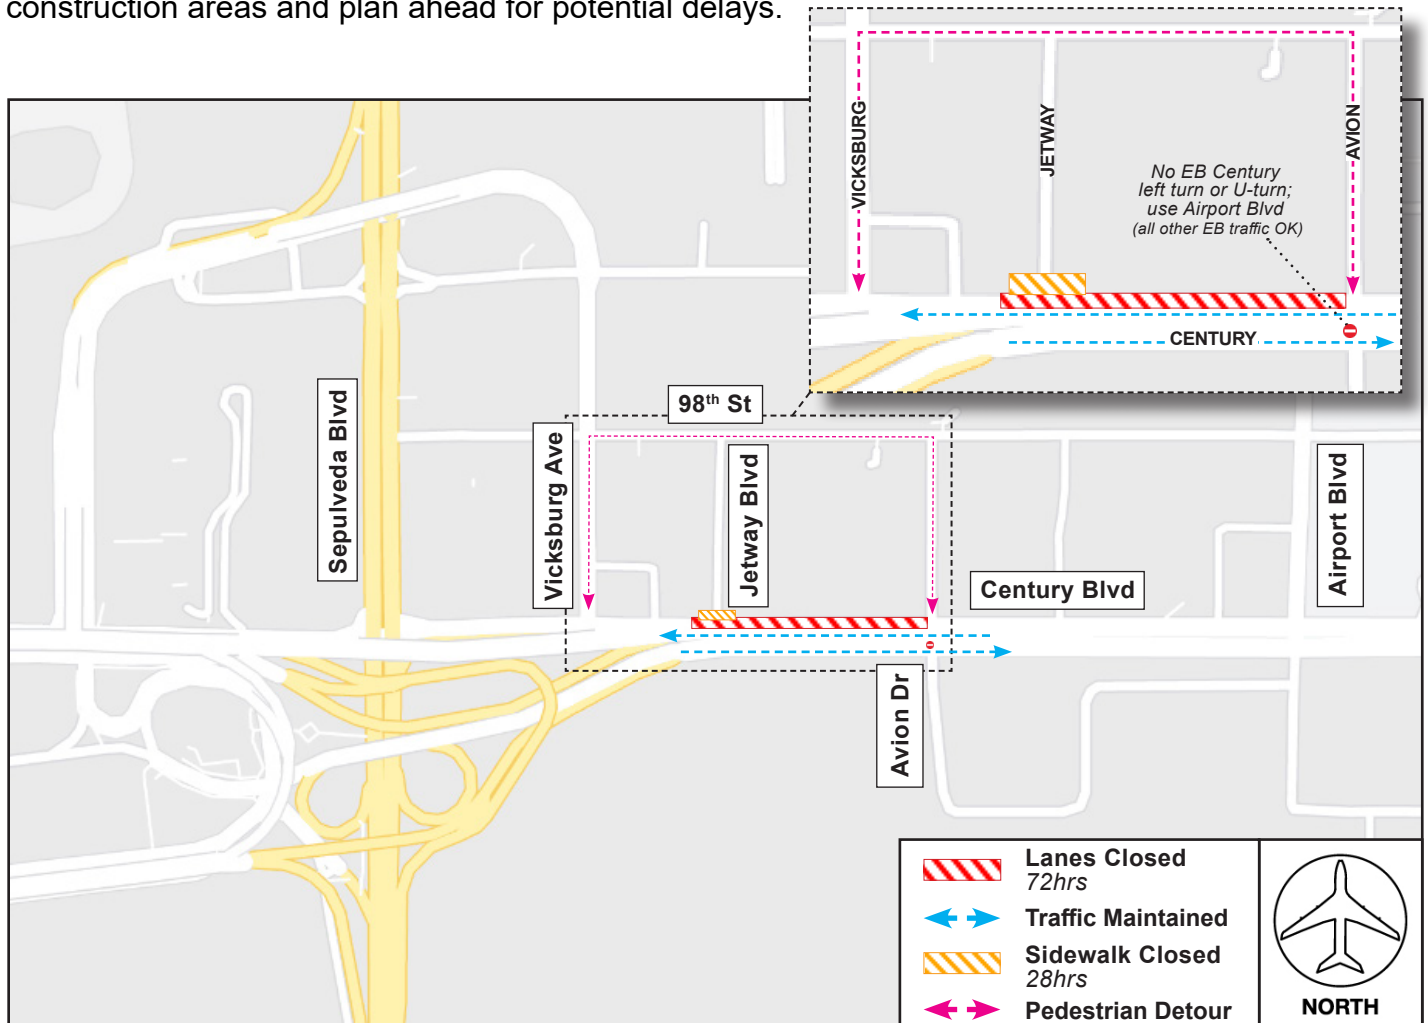 construction areas and plan ahead for potential delays.
VICKSBURG
JETWAY
AVION
No EB Century
left turn or U-turn;
use Airport Blvd
(all other EB traffic OK)
CENTURY
98th St
Sepulveda Blvd
Vicksburg Ave
Jetway Blvd
Airport Blvd
Century Blvd
Avion Dr
Lanes Closed
72hrs
Traffic Maintained
Sidewalk Closed
28hrs
Pedestrian Detour
NORTH